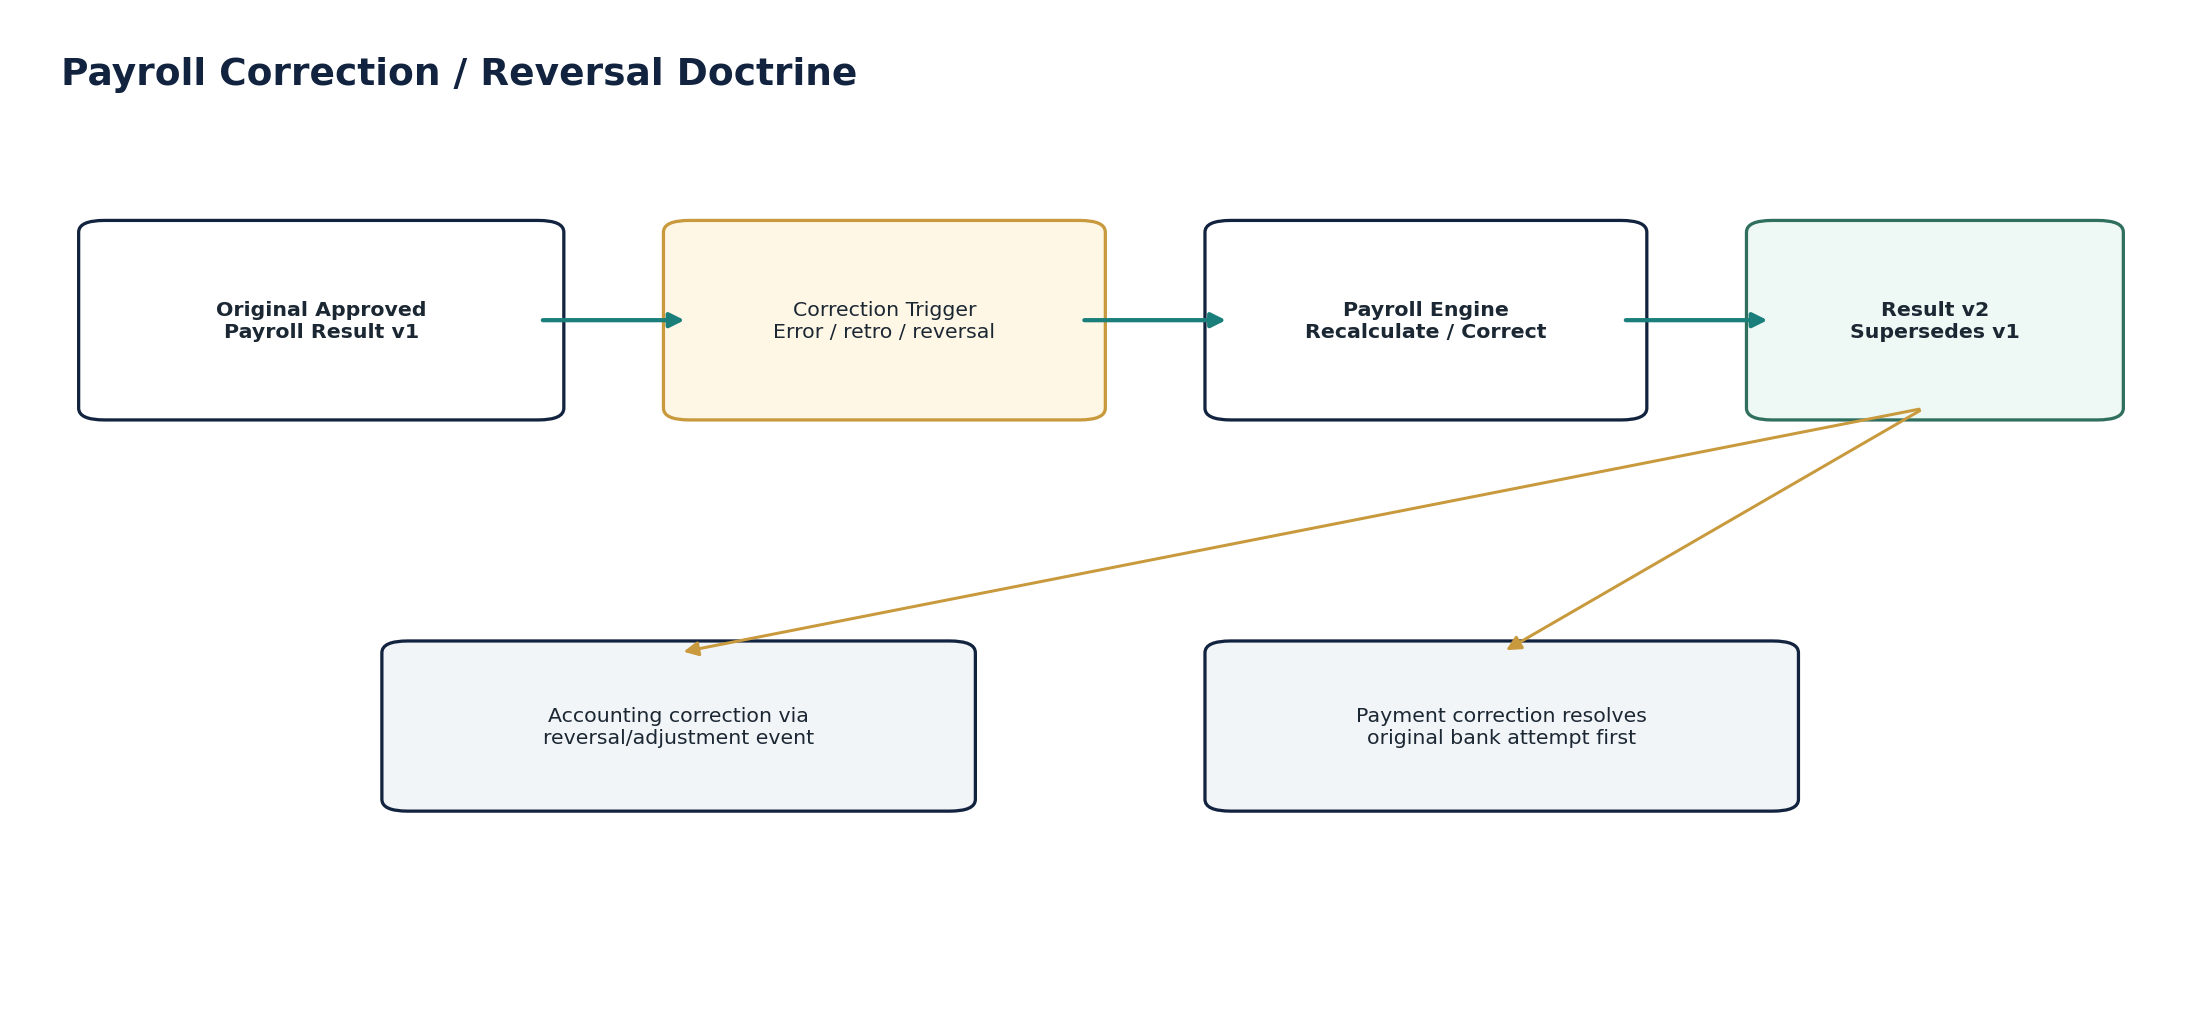 Payroll Correction / Reversal Doctrine
Original Approved
Payroll Result v1
Correction Trigger
Error / retro / reversal
Payroll Engine
Recalculate / Correct
Result v2
Supersedes v1
Accounting correction via
reversal/adjustment event
Payment correction resolves
original bank attempt first